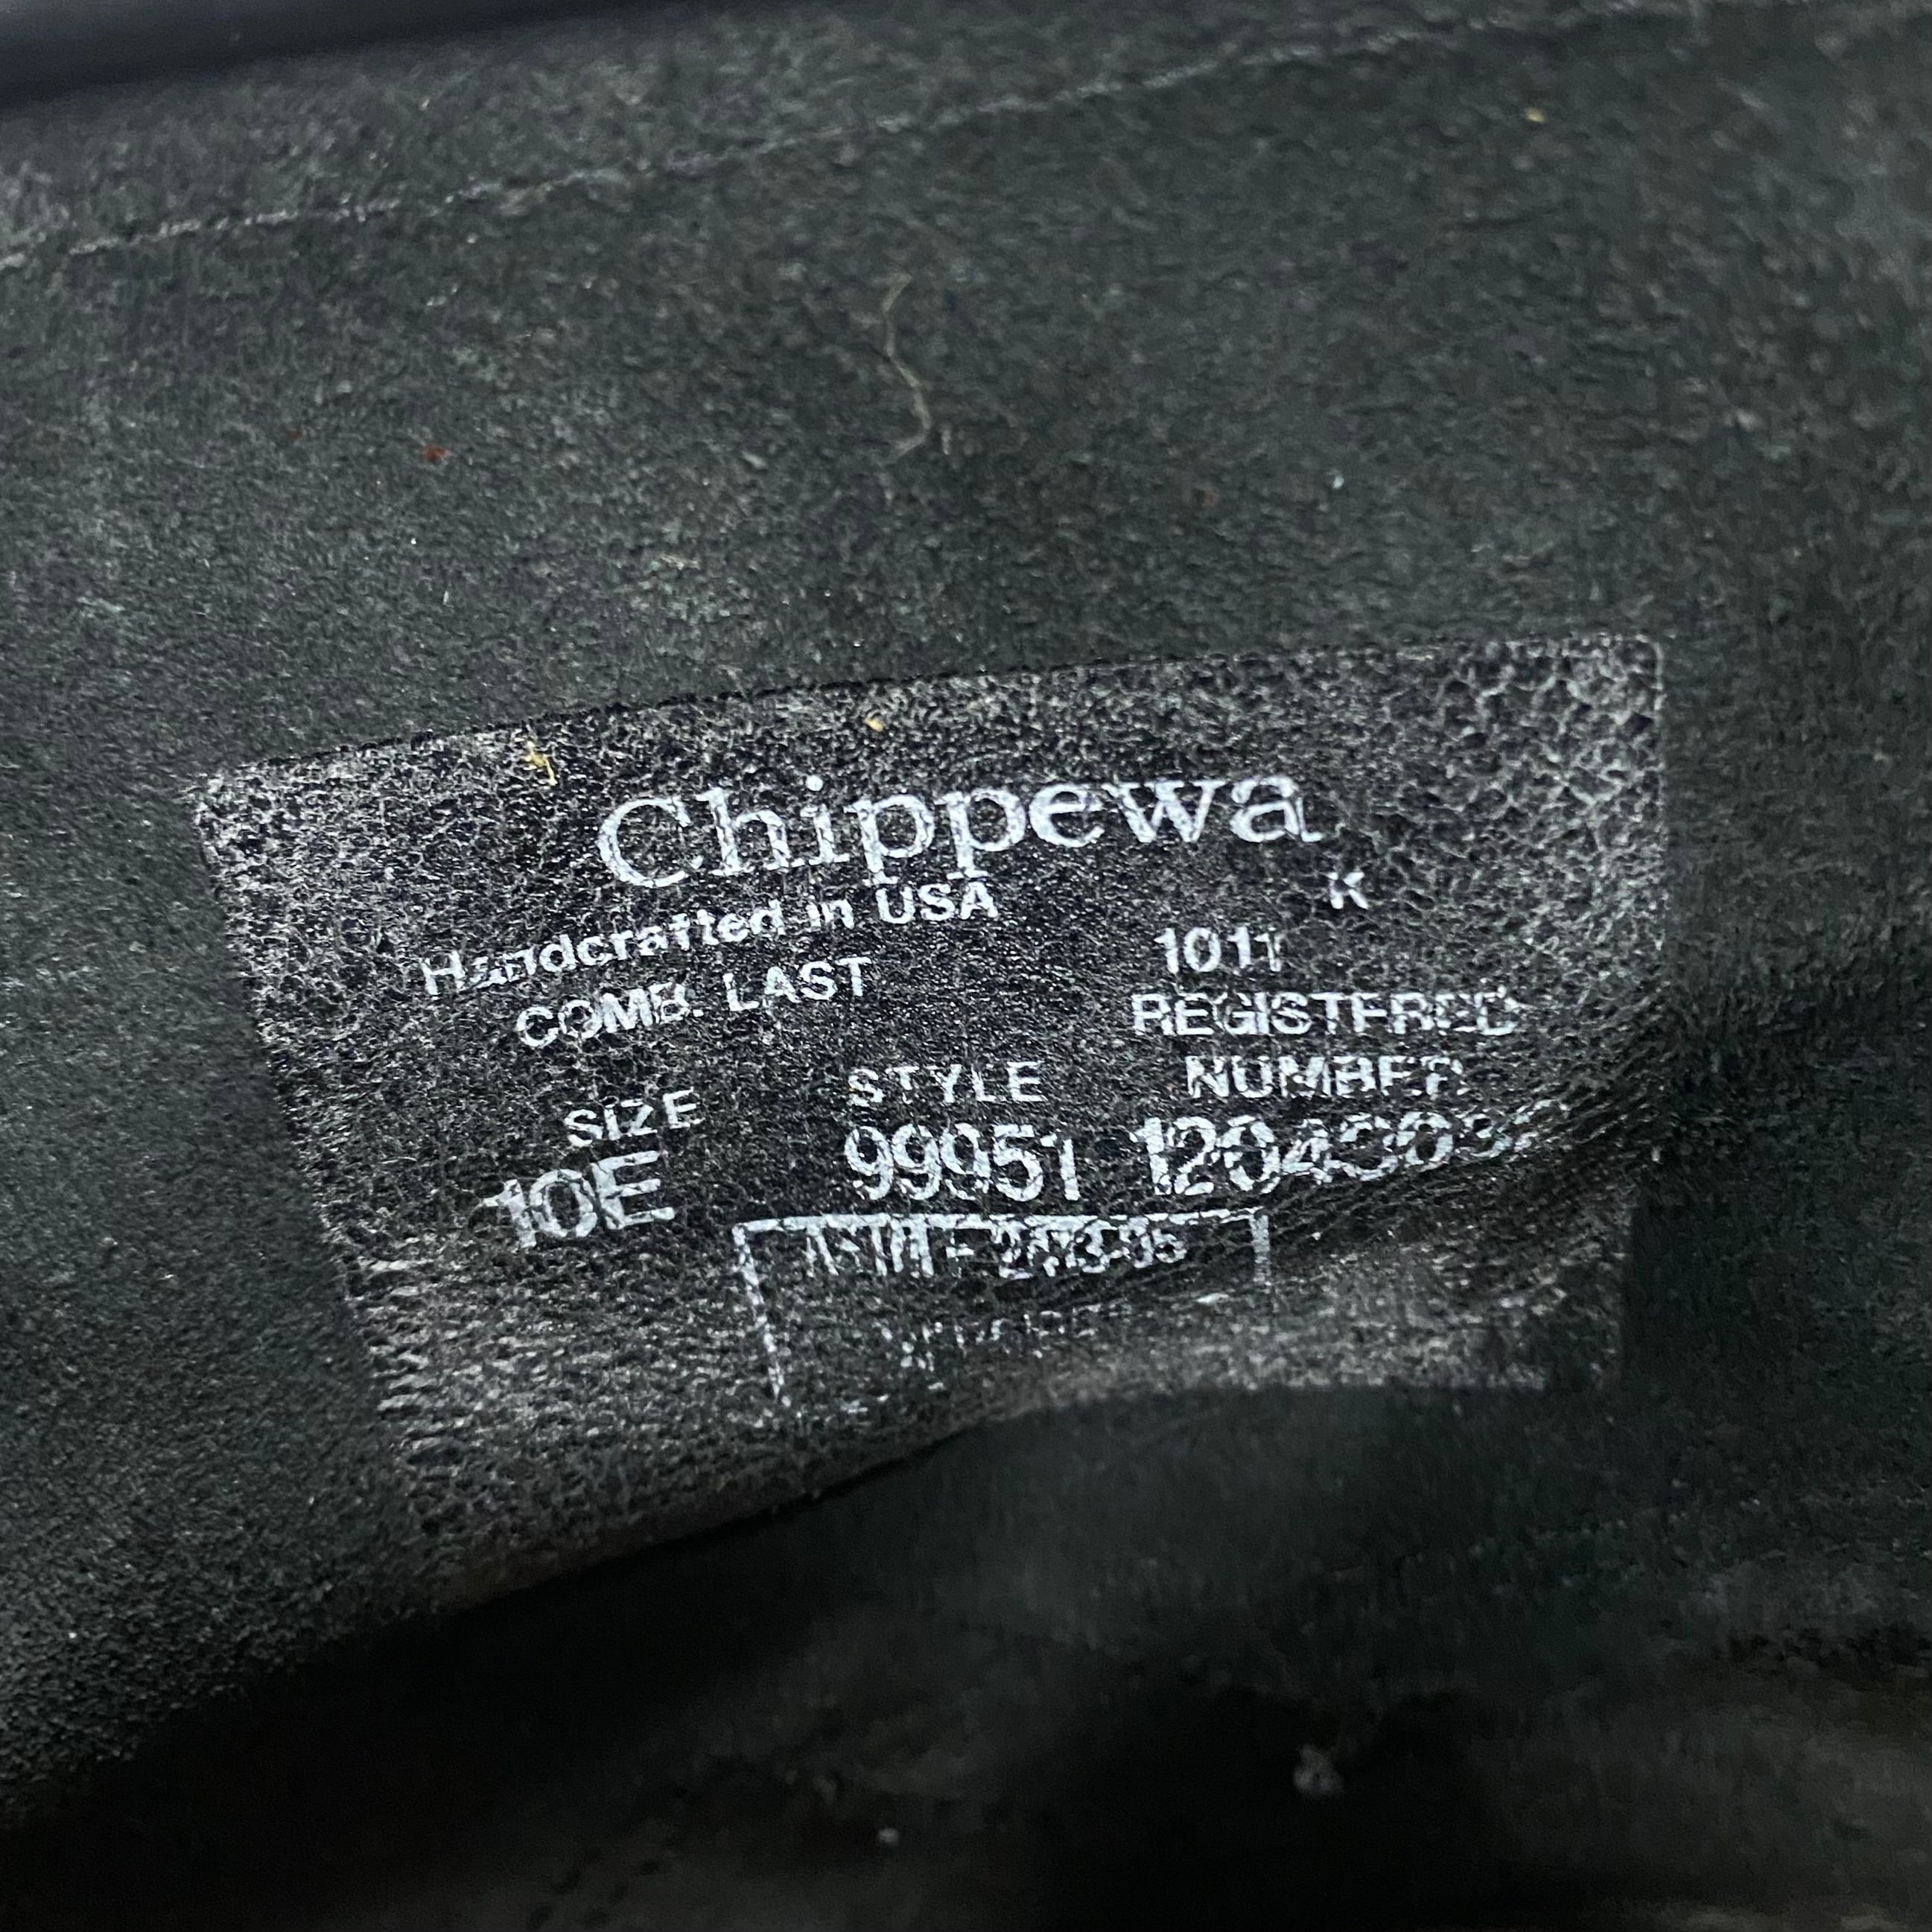 Chippewa
Handcrafted in USA
K
COMB. LAST
1011
REGISTERED
NUMBER
SIZE
STYLE
10E
99951